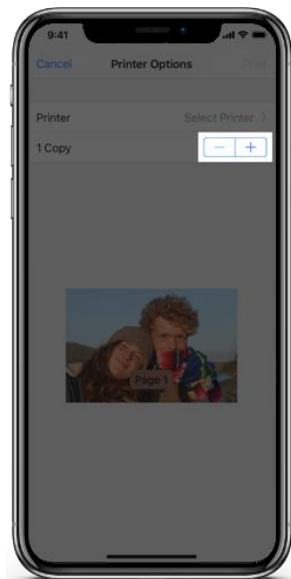 9:41
Cancel Printer Options Print
Printer Select Printer >
1 Copy − +
Page 1